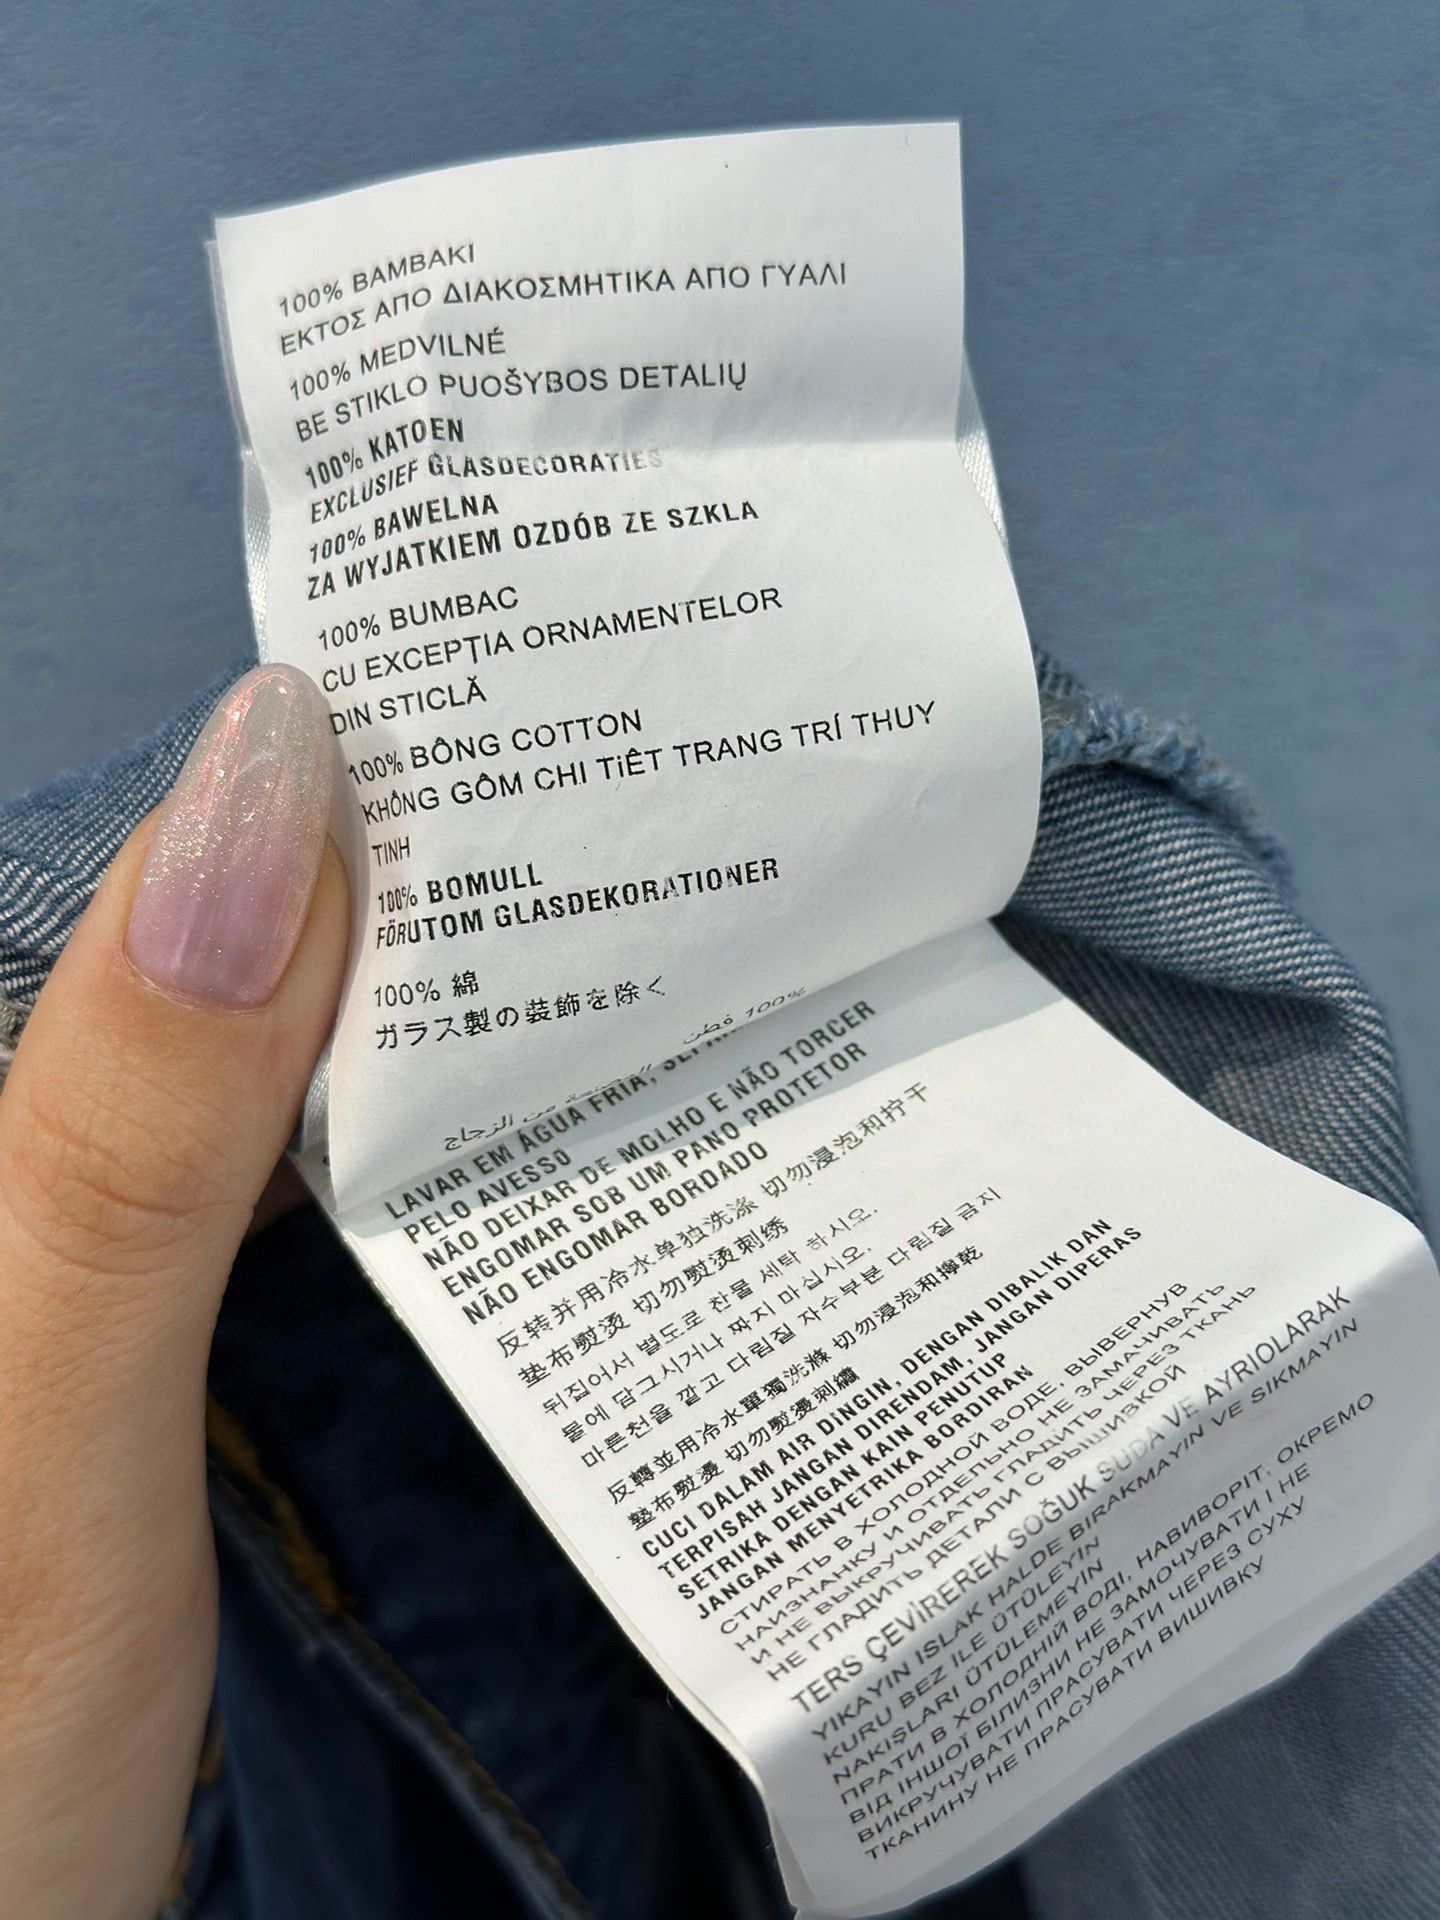 100% ΒΑΜΒΑΚΙ
ΕΚΤΟΣ ΑΠΟ ΔΙΑΚΟΣΜΗΤΙΚΑ ΑΠΟ ΓΥΑΛΙ
100% MEDVILNÉ
BE STIKLO PUOŠYBOS DETALIŲ
100% KATOEN
EXCLUSIEF GLASDECORATIES
100% BAWELNA
ZA WYJATKIEM OZDÓB ZE SZKLA
100% BUMBAC
CU EXCEPȚIA ORNAMENTELOR
DIN STICLĂ
100% BÔNG COTTON
KHÔNG GÔM CHI TiÊT TRANG TRÍ THUY
TINH
100% BOMULL
FÖRUTOM GLASDEKORATIONER
100% 綿
ガラス製の装飾を除く
100% قطن
المصنعة من الزجاج
LAVAR EM ÁGUA FRIA,
PELO AVESSO
NÃO DEIXAR DE MOLHO E NÃO TORCER
ENGOMAR SOB UM PANO PROTETOR
NÃO ENGOMAR BORDADO
反转并用冷水单独洗涤 切勿浸泡和拧干
垫布熨烫 切勿熨烫刺绣
뒤집어서 별도로 찬물 세탁 하시오.
물에 담그시거나 짜지 마십시오.
마른천을 깔고 다림질 자수부분 다림질 금지
反轉並用冷水單獨洗滌 切勿浸泡和擰乾
墊布熨燙 切勿熨燙刺繡
CUCI DALAM AIR DiNGIN, DENGAN DIBALIK DAN
TERPISAH JANGAN DIRENDAM, JANGAN DIPERAS
SETRIKA DENGAN KAIN PENUTUP
JANGAN MENYETRIKA BORDIRAN
СТИРАТЬ В ХОЛОДНОЙ ВОДЕ, ВЫВЕРНУВ
НАИЗНАНКУ И ОТДЕЛЬНО НЕ ЗАМАЧИВАТЬ
И НЕ ВЫКРУЧИВАТЬ ГЛАДИТЬ ЧЕРЕЗ ТКАНЬ
НЕ ГЛАДИТЬ ДЕТАЛИ С ВЫШИВКОЙ
TERS ÇEVİREREK SOĞUK SUDA VE AYRIOLARAK
YIKAYIN ISLAK HALDE BIRAKMAYIN VE SIKMAYIN
KURU BEZ ILE ÜTÜLEYIN
NAKIŞLARI ÜTÜLEMEYIN
ПРАТИ В ХОЛОДНІЙ ВОДІ, НАВИВОРІТ, ОКРЕМО
ВІД ІНШОЇ БІЛИЗНИ НЕ ЗАМОЧУВАТИ І НЕ
ВИКРУЧУВАТИ ПРАСУВАТИ ЧЕРЕЗ СУХУ
ТКАНИНУ НЕ ПРАСУВАТИ ВИШИВКУ